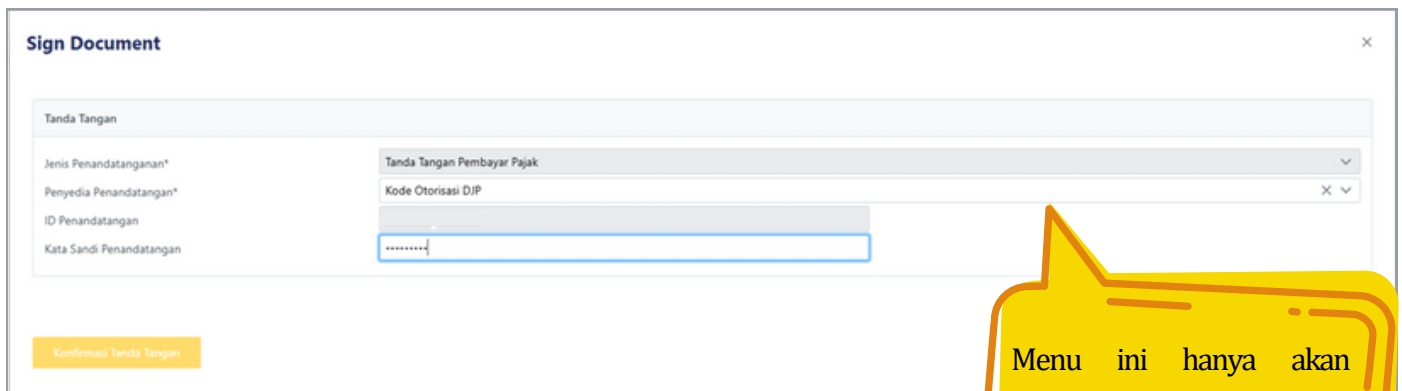 Sign Document
Tanda Tangan
Jenis Penandatanganan*
Tanda Tangan Pembayar Pajak
Penyedia Penandatangan*
Kode Otorisasi DJP
ID Penandatangan
Kata Sandi Penandatangan
Konfirmasi Tanda Tangan
Menu ini hanya akan